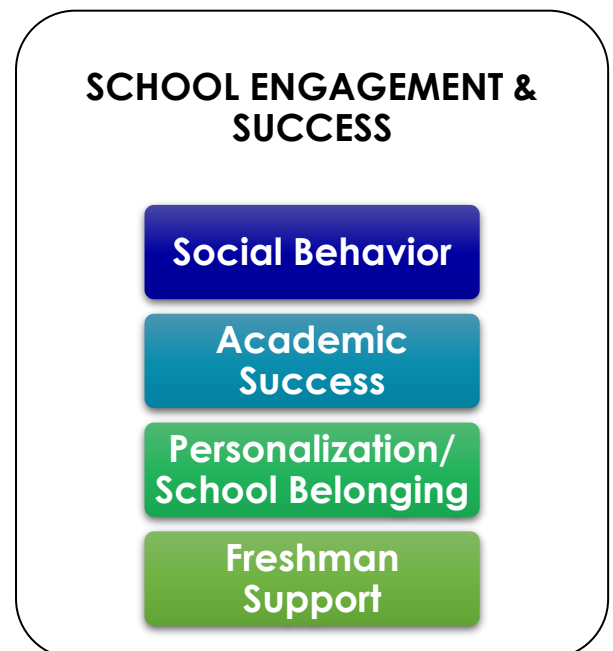 SCHOOL ENGAGEMENT &
SUCCESS
Social Behavior
Academic
Success
Personalization/
School Belonging
Freshman
Support